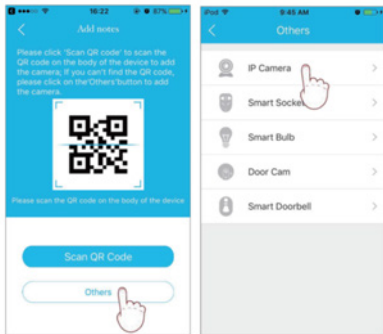 16:22
67%
Add notes
Please click 'Scan QR code' to scan the
QR code on the body of the device to add
the camera; If you can't find the QR code,
please click on the'Others'button to add
the camera.
Please scan the QR code on the body of the device
Scan QR Code
Others
iPod
9:45 AM
Others
IP Camera
Smart Socket
Smart Bulb
Door Cam
Smart Doorbell